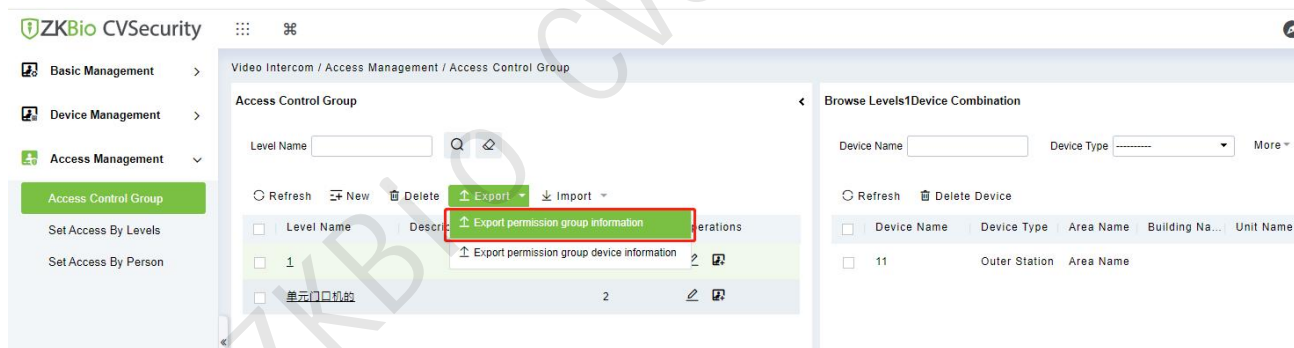 ZKBio CVSecurity
Basic Management
Device Management
Access Management
Access Control Group
Set Access By Levels
Set Access By Person
Video Intercom / Access Management / Access Control Group
Access Control Group
Level Name
Refresh New Delete Export Import
Level Name Descri perations
Export permission group information
Export permission group device information
1
单元门口机的 2
Browse Levels1Device Combination
Device Name Device Type ---------- More
Refresh Delete Device
Device Name Device Type Area Name Building Na... Unit Name
11 Outer Station Area Name
ZKBio CV